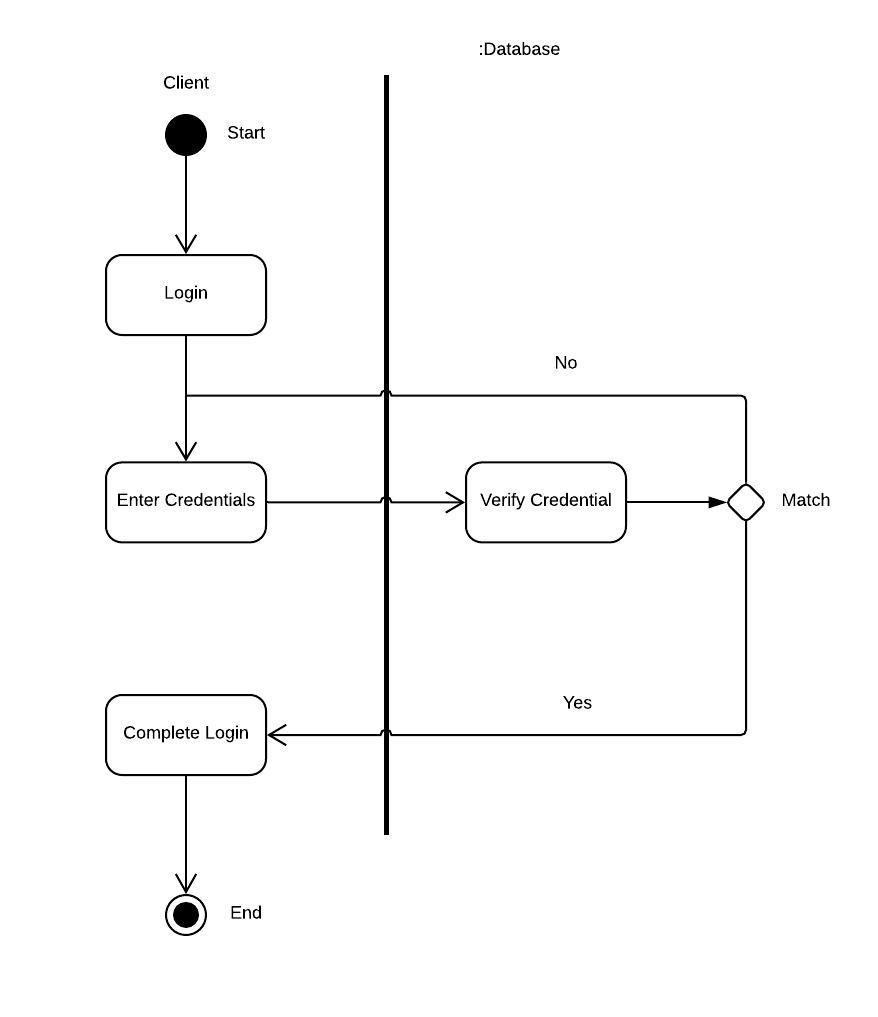 :Database
Client
Start
Login
No
Enter Credentials
Verify Credential
Match
Yes
Complete Login
End